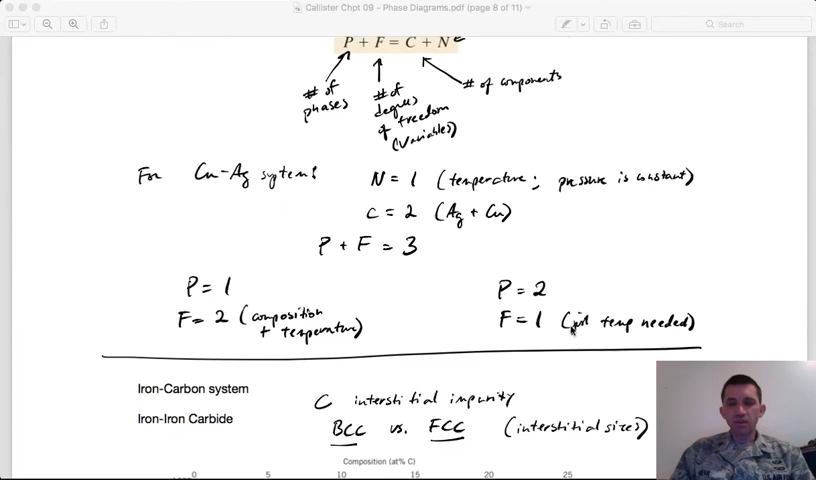 Callister Chpt 09 - Phase Diagrams.pdf (page 8 of 11)
Search
P + F = C + N
# of phases
# of degrees of freedom (variables)
# of components
For Cu-Ag system: N = 1 (temperature; pressure is constant)
C = 2 (Ag + Cu)
P + F = 3
P = 1
F = 2 (composition + temperature)
P = 2
F = 1 (just temp needed)
Iron-Carbon system
Iron-Iron Carbide
C interstitial impurity
BCC vs. FCC (interstitial sizes)
Composition (at% C)
0 5 10 15 20 25